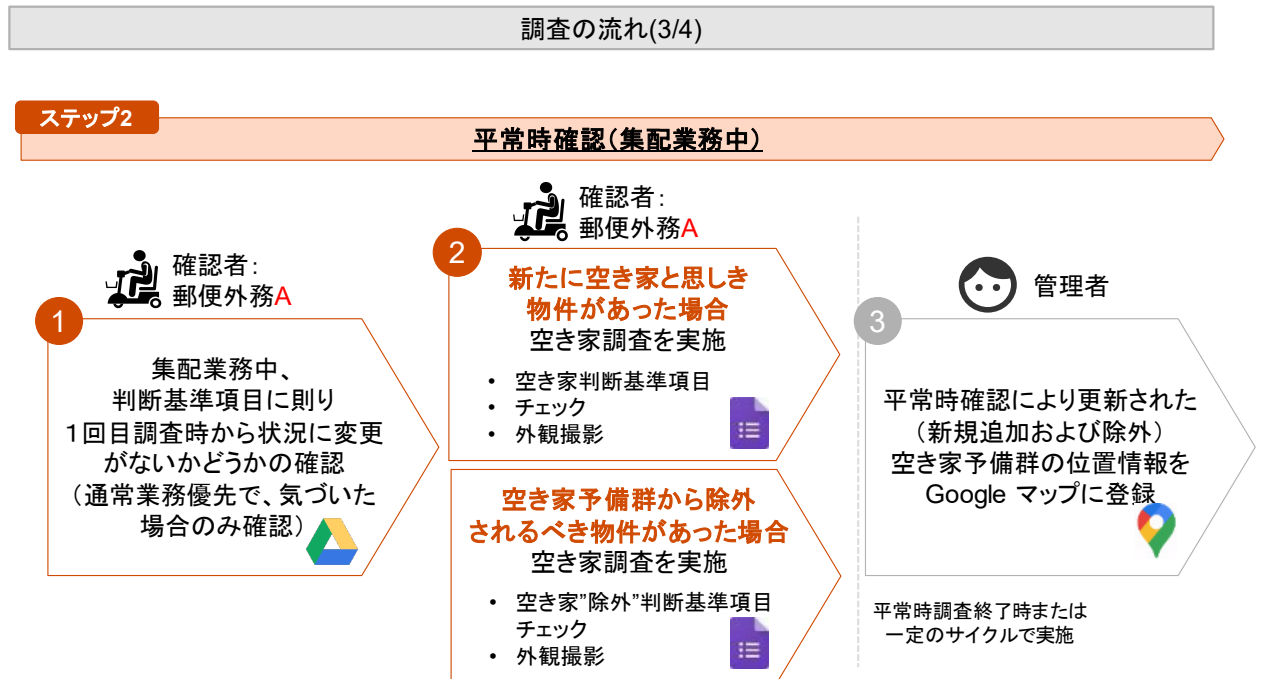 調査の流れ(3/4)
ステップ2
平常時確認(集配業務中)
確認者:
郵便外務A
1
集配業務中、
判断基準項目に則り
1回目調査時から状況に変更
がないかどうかの確認
(通常業務優先で、気づいた
場合のみ確認)
確認者:
郵便外務A
2
新たに空き家と思しき
物件があった場合
空き家調査を実施
• 空き家判断基準項目
• チェック
• 外観撮影
空き家予備群から除外
されるべき物件があった場合
空き家調査を実施
• 空き家”除外”判断基準項目
チェック
• 外観撮影
管理者
3
平常時確認により更新された
(新規追加および除外)
空き家予備群の位置情報を
Google マップに登録
平常時調査終了時または
一定のサイクルで実施